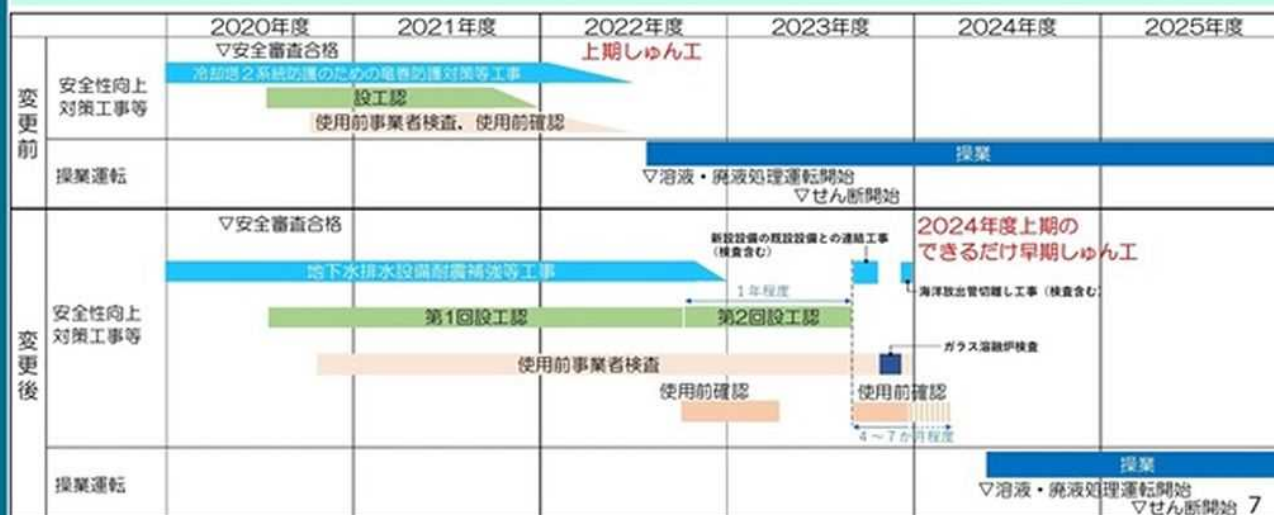 2020年度 2021年度 2022年度 2023年度 2024年度 2025年度
変更前
安全性向上
対策工事等
▽安全審査合格
上期しゅん工
冷却塔2系統防護のための竜巻防護対策等工事
設工認
使用前事業者検査、使用前確認
操業運転
操業
▽溶液・廃液処理運転開始
▽せん断開始
変更後
安全性向上
対策工事等
▽安全審査合格
新設設備の既設設備との連結工事
（検査含む）
2024年度上期の
できるだけ早期しゅん工
地下水排水設備耐震補強等工事
海洋放出管切離し工事（検査含む）
1年程度
第1回設工認
第2回設工認
ガラス溶融炉検査
使用前事業者検査
使用前確認
使用前確認
4～7か月程度
操業運転
操業
▽溶液・廃液処理運転開始
▽せん断開始
7